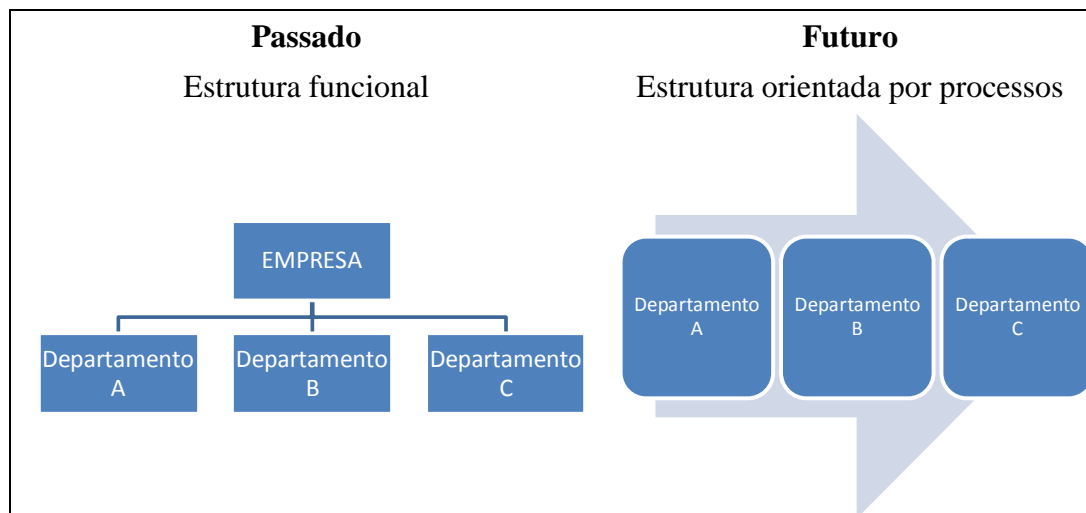 Passado
Estrutura funcional
EMPRESA
Departamento
A
Departamento
B
Departamento
C
Futuro
Estrutura orientada por processos
Departamento
A
Departamento
B
Departamento
C